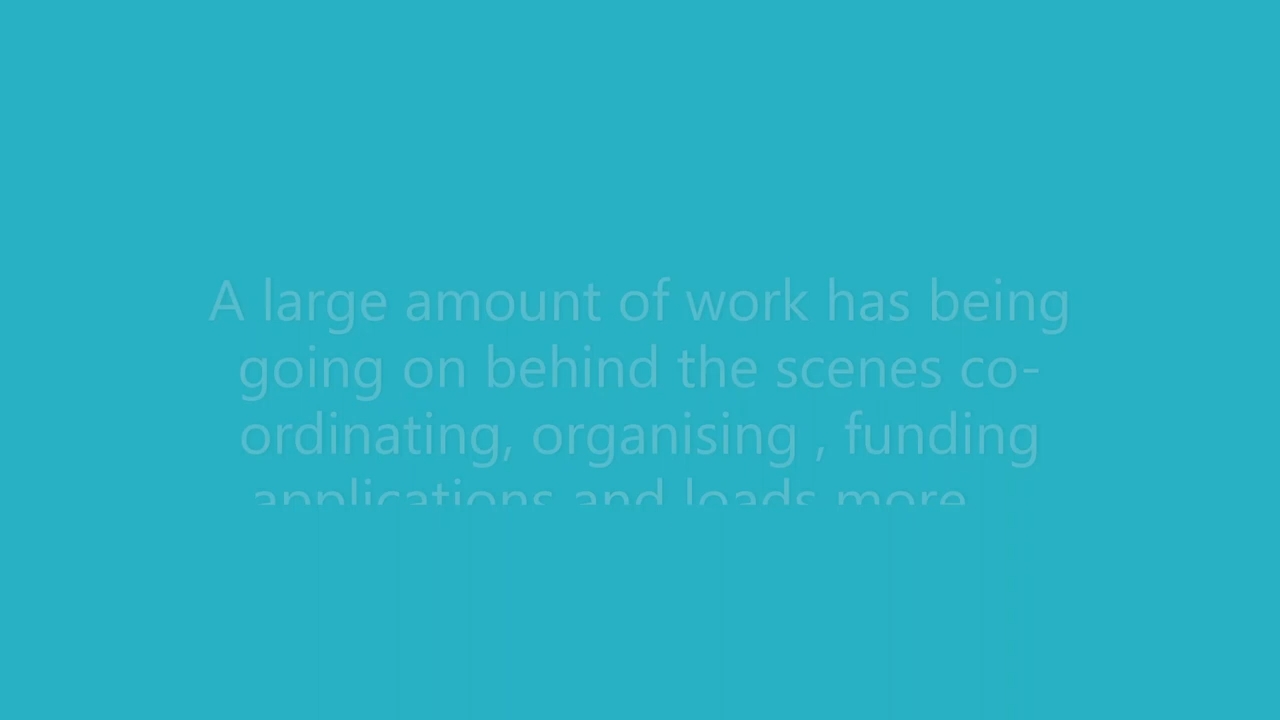 A large amount of work has being
going on behind the scenes co-
ordinating, organising , funding
applications and loads more